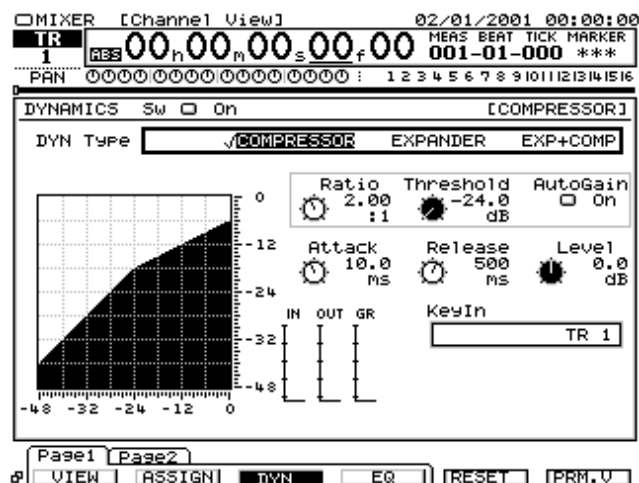 MIXER [Channel View] 02/01/2001 00:00:00
TR 1 ABS 00h00m00s00f00 MEAS BEAT TICK MARKER
001-01-000 ***
PAN 1 2 3 4 5 6 7 8 9 10 11 12 13 14 15 16
DYNAMICS Sw On [COMPRESSOR]
DYN Type √COMPRESSOR EXPANDER EXP+COMP
Ratio Threshold AutoGain
2.00 :1 -24.0 dB On
Attack Release Level
10.0 ms 500 ms 0.0 dB
0
-12
-24
-32
-48
IN OUT GR KeyIn
TR 1
-48 -32 -24 -12 0
Page1 Page2
VIEW ASSIGN DYN EQ RESET PRM.V